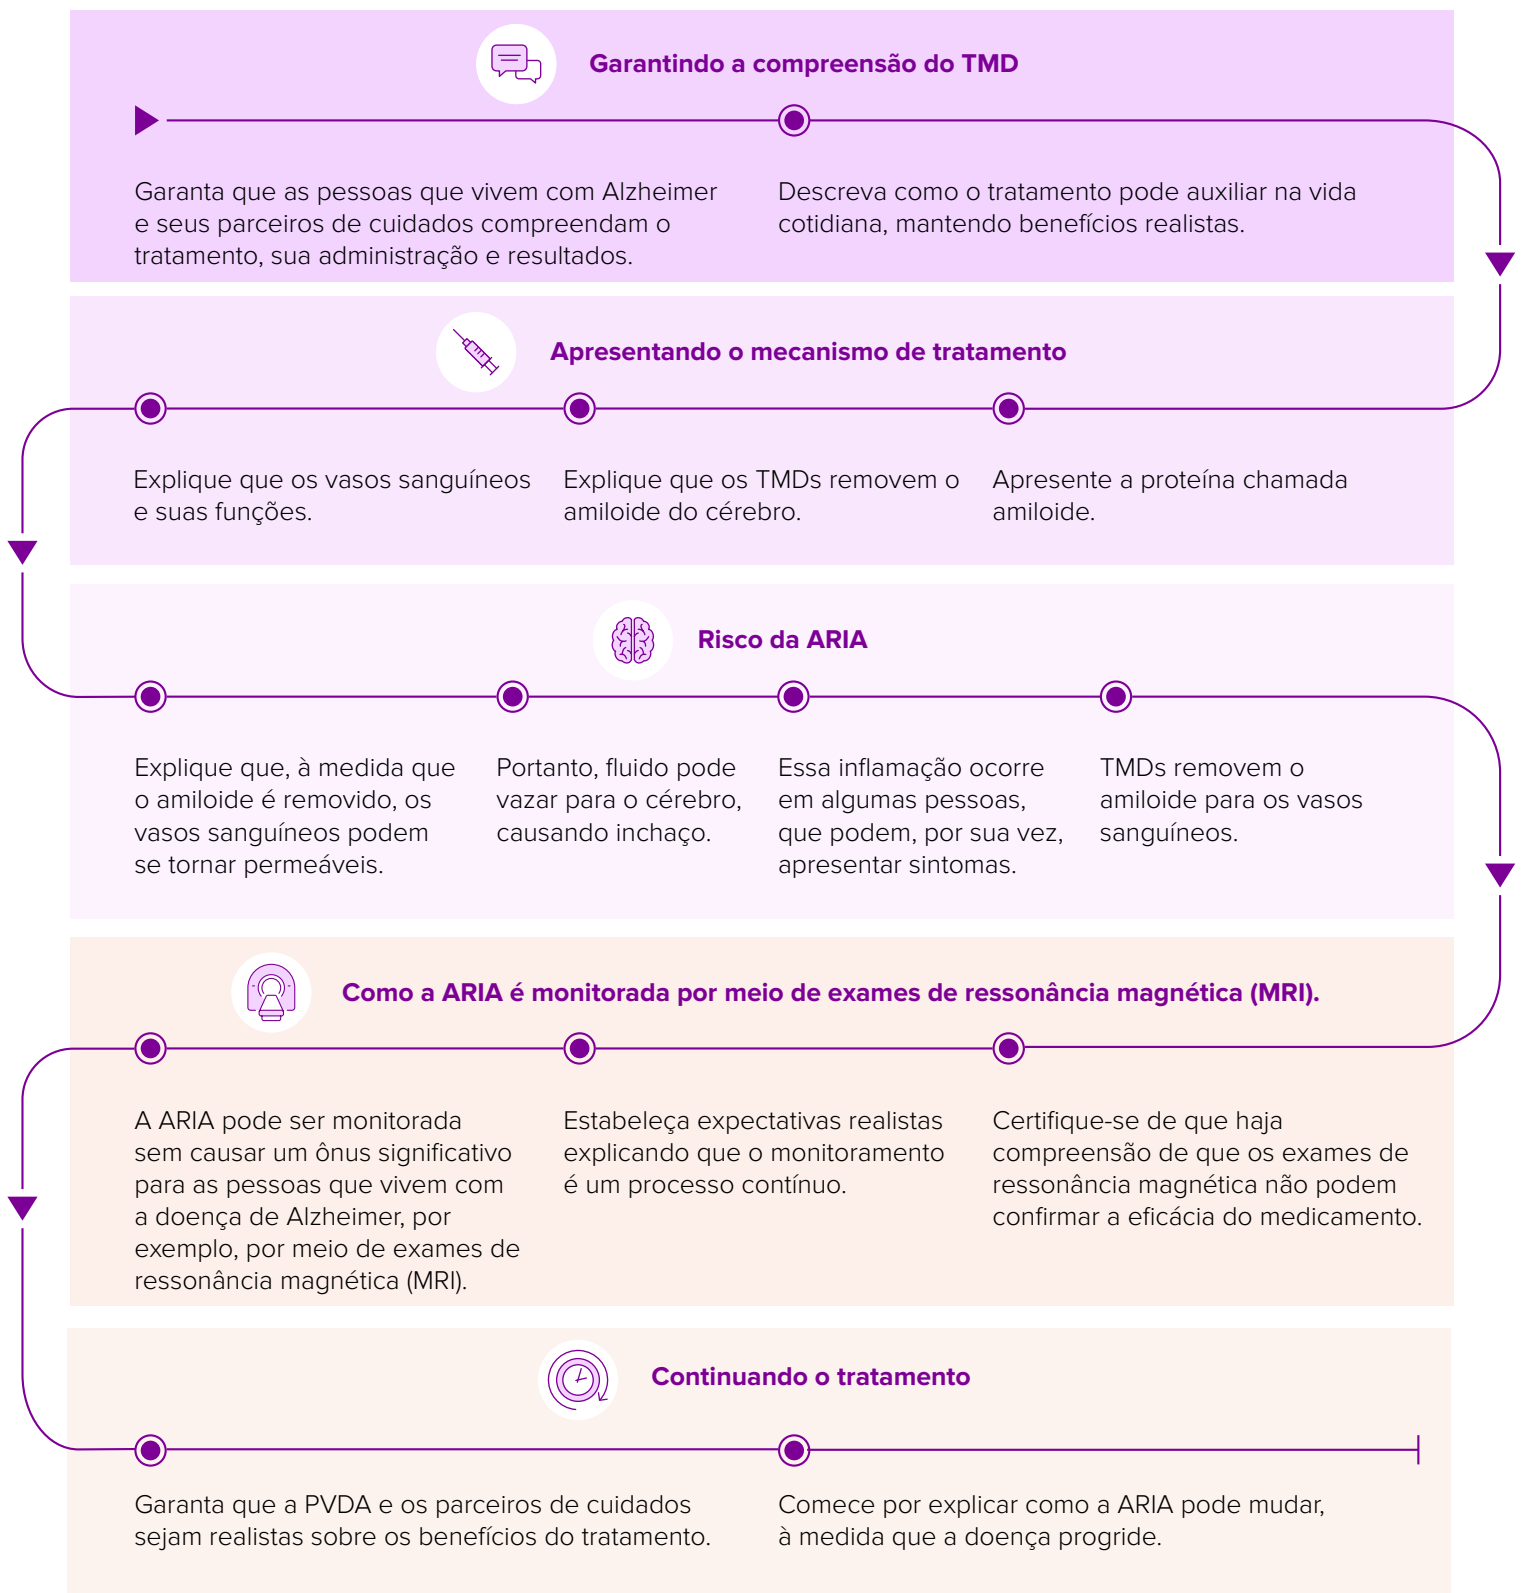 Garantindo a compreensão do TMD
Garanta que as pessoas que vivem com Alzheimer
e seus parceiros de cuidados compreendam o
tratamento, sua administração e resultados.
Descreva como o tratamento pode auxiliar na vida
cotidiana, mantendo benefícios realistas.
Apresentando o mecanismo de tratamento
Explique que os vasos sanguíneos
e suas funções.
Explique que os TMDs removem o
amiloide do cérebro.
Apresente a proteína chamada
amiloide.
Risco da ARIA
Explique que, à medida que
o amiloide é removido, os
vasos sanguíneos podem
se tornar permeáveis.
Portanto, fluido pode
vazar para o cérebro,
causando inchaço.
Essa inflamação ocorre
em algumas pessoas,
que podem, por sua vez,
apresentar sintomas.
TMDs removem o
amiloide para os vasos
sanguíneos.
Como a ARIA é monitorada por meio de exames de ressonância magnética (MRI).
A ARIA pode ser monitorada
sem causar um ônus significativo
para as pessoas que vivem com
a doença de Alzheimer, por
exemplo, por meio de exames de
ressonância magnética (MRI).
Estabeleça expectativas realistas
explicando que o monitoramento
é um processo contínuo.
Certifique-se de que haja
compreensão de que os exames de
ressonância magnética não podem
confirmar a eficácia do medicamento.
Continuando o tratamento
Garanta que a PVDA e os parceiros de cuidados
sejam realistas sobre os benefícios do tratamento.
Comece por explicar como a ARIA pode mudar,
à medida que a doença progride.